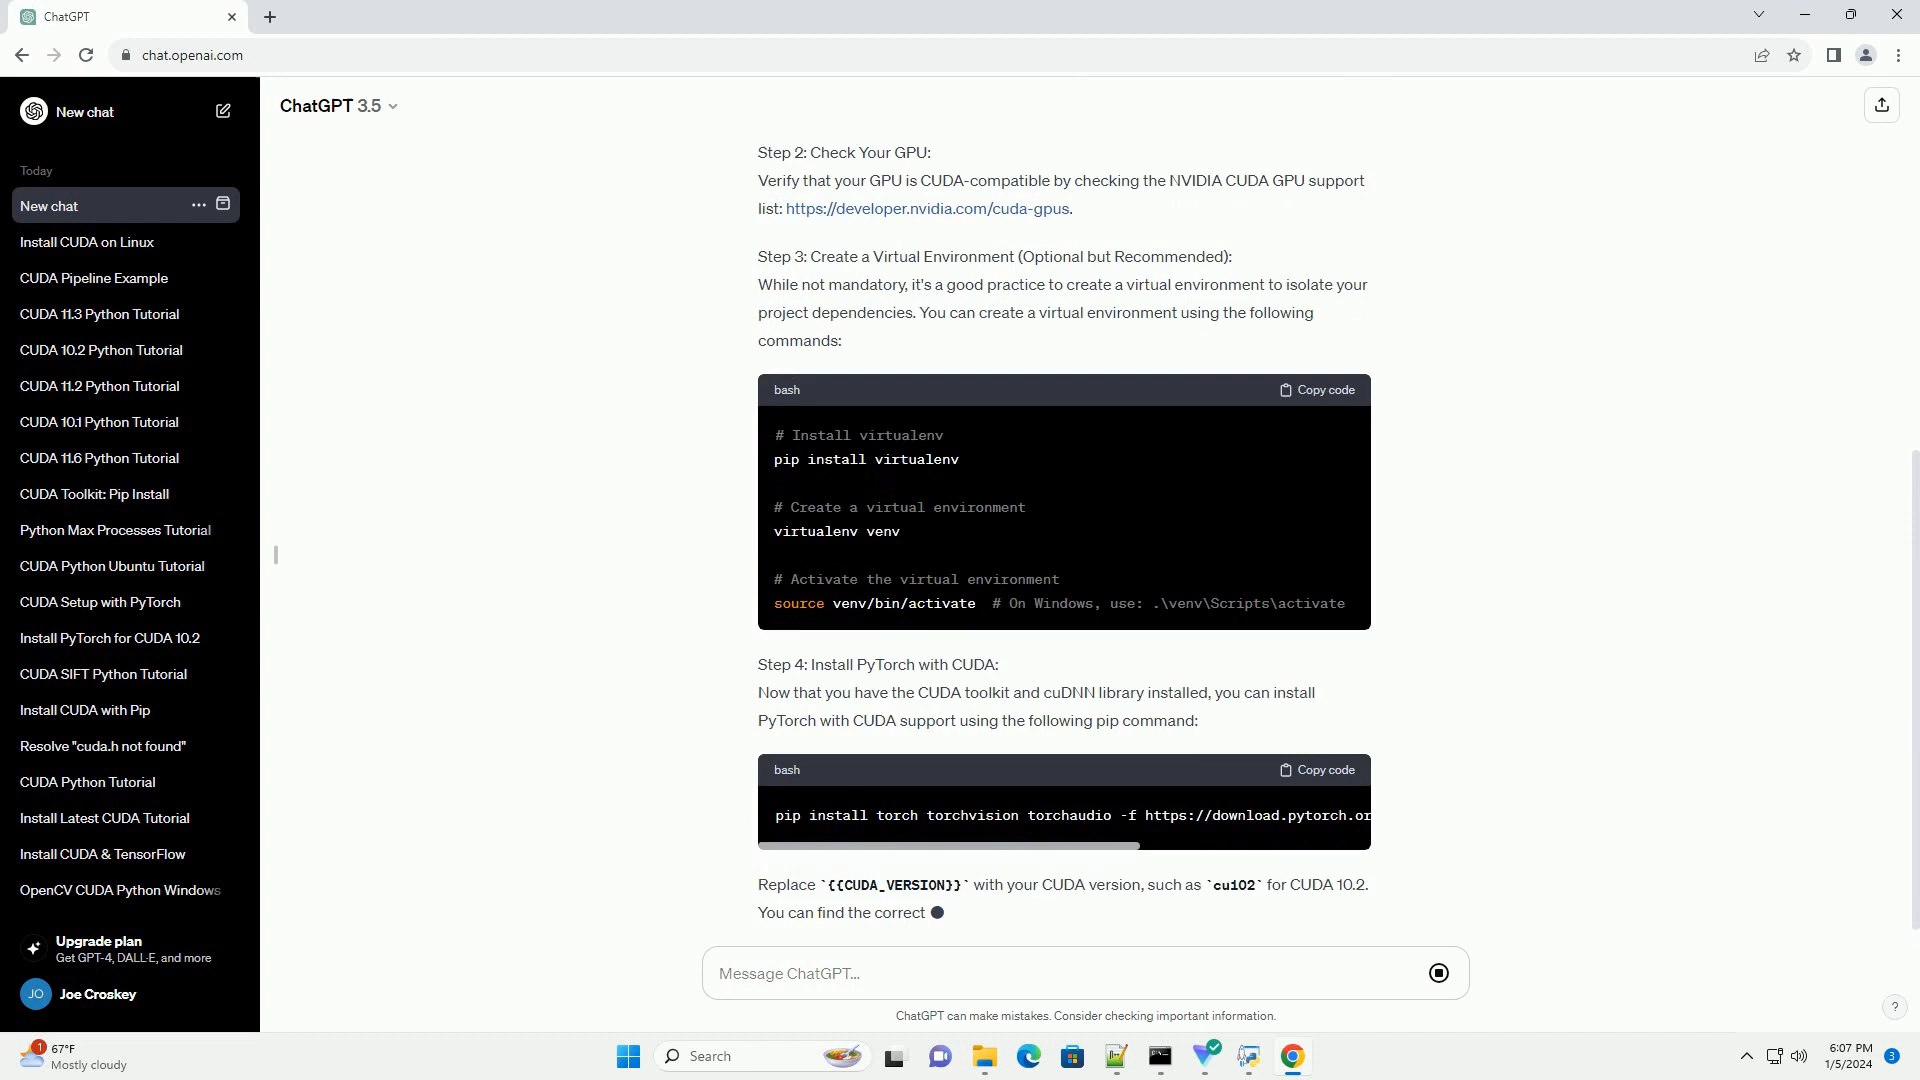 ChatGPT
chat.openai.com
New chat
Today
New chat
Install CUDA on Linux
CUDA Pipeline Example
CUDA 11.3 Python Tutorial
CUDA 10.2 Python Tutorial
CUDA 11.2 Python Tutorial
CUDA 10.1 Python Tutorial
CUDA 11.6 Python Tutorial
CUDA Toolkit: Pip Install
Python Max Processes Tutorial
CUDA Python Ubuntu Tutorial
CUDA Setup with PyTorch
Install PyTorch for CUDA 10.2
CUDA SIFT Python Tutorial
Install CUDA with Pip
Resolve "cuda.h not found"
CUDA Python Tutorial
Install Latest CUDA Tutorial
Install CUDA & TensorFlow
OpenCV CUDA Python Windows
Upgrade plan
Get GPT-4, DALL·E, and more
JO
Joe Croskey
ChatGPT 3.5
Step 2: Check Your GPU:
Verify that your GPU is CUDA-compatible by checking the NVIDIA CUDA GPU support
list: https://developer.nvidia.com/cuda-gpus.
Step 3: Create a Virtual Environment (Optional but Recommended):
While not mandatory, it's a good practice to create a virtual environment to isolate your
project dependencies. You can create a virtual environment using the following
commands:
bash
Copy code
# Install virtualenv
pip install virtualenv
# Create a virtual environment
virtualenv venv
# Activate the virtual environment
source venv/bin/activate  # On Windows, use: .\venv\Scripts\activate
Step 4: Install PyTorch with CUDA:
Now that you have the CUDA toolkit and cuDNN library installed, you can install
PyTorch with CUDA support using the following pip command:
bash
Copy code
pip install torch torchvision torchaudio -f https://download.pytorch.or
Replace `{{CUDA_VERSION}}` with your CUDA version, such as `cu102` for CUDA 10.2.
You can find the correct
Message ChatGPT...
ChatGPT can make mistakes. Consider checking important information.
?
1
67°F
Mostly cloudy
Search
6:07 PM
1/5/2024
3